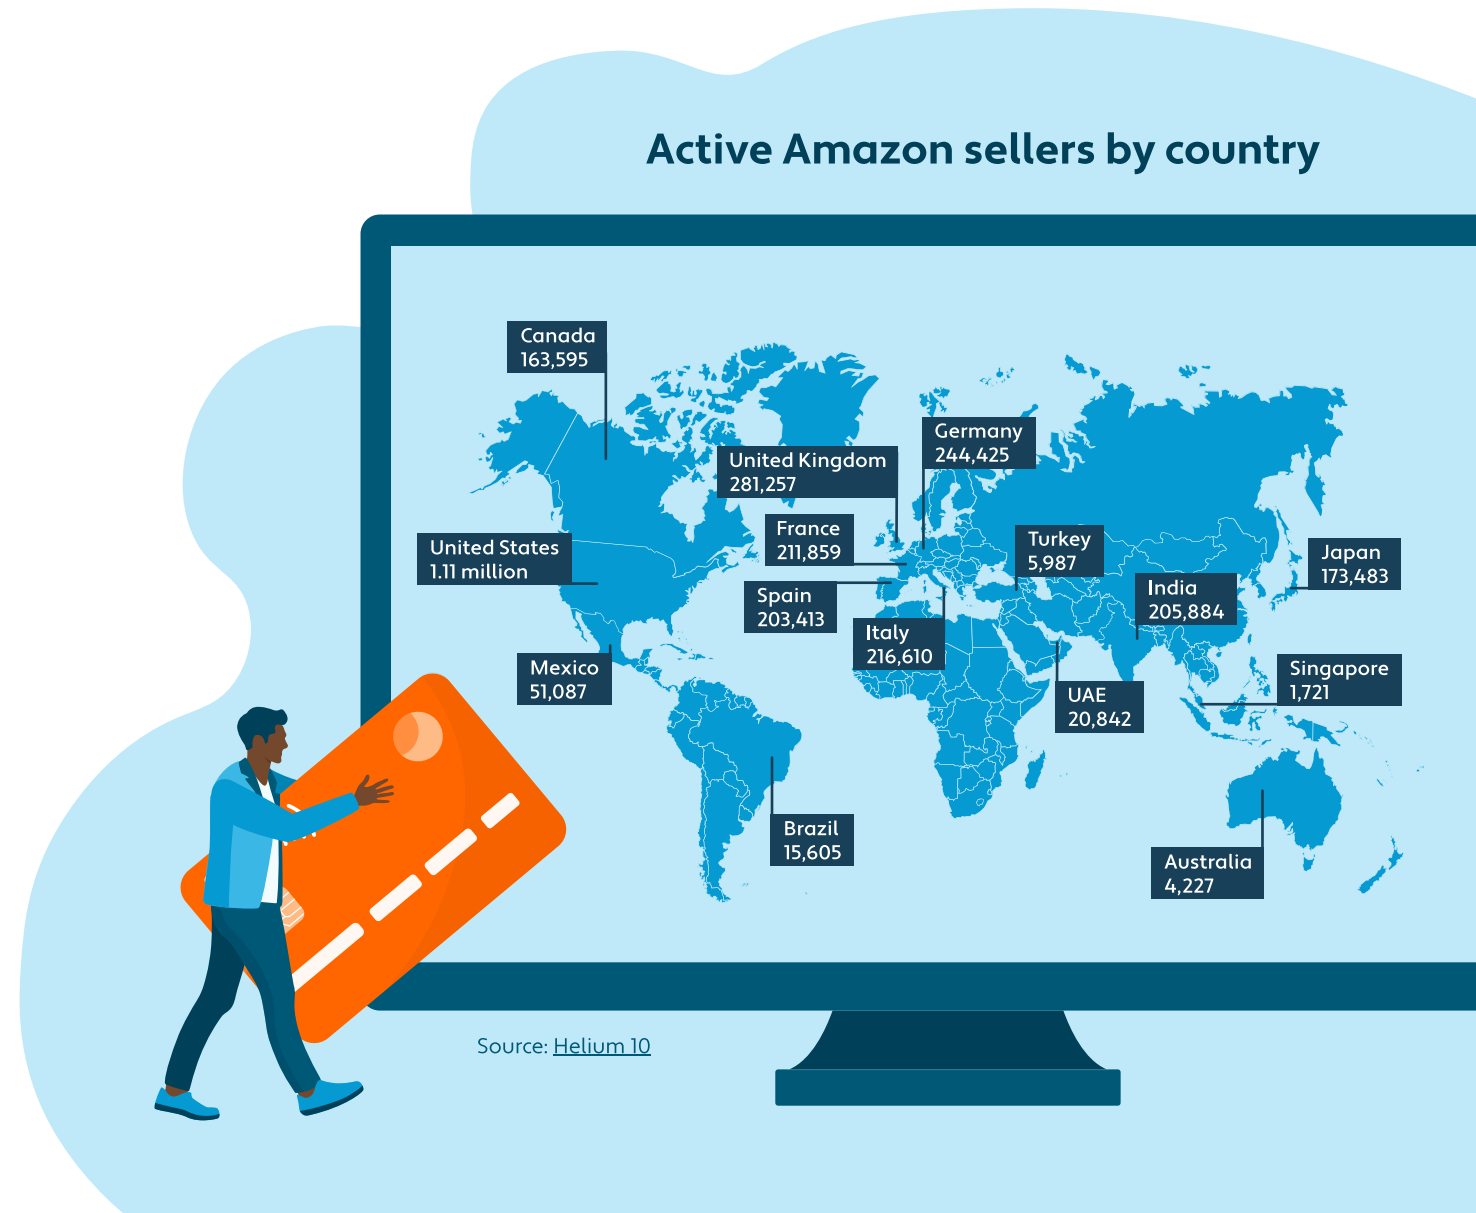 Active Amazon sellers by country
Canada
163,595
Germany
244,425
United Kingdom
281,257
France
211,859
Turkey
5,987
United States
1.11 million
Japan
173,483
India
205,884
Spain
203,413
Italy
216,610
Mexico
51,087
Singapore
1,721
UAE
20,842
Brazil
15,605
Australia
4,227
Source: Helium 10